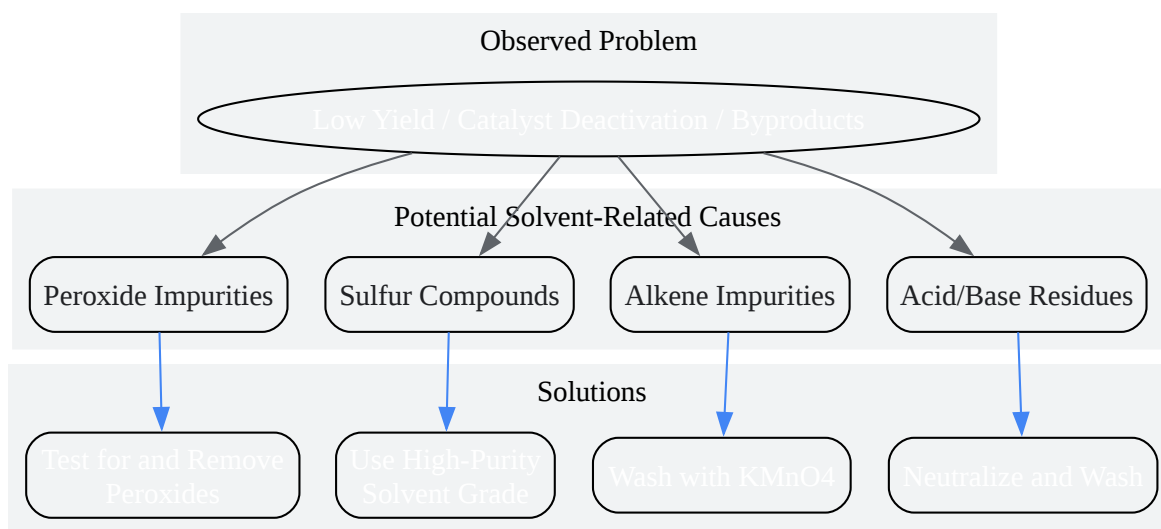 Observed Problem
Low Yield / Catalyst Deactivation / Byproducts
Potential Solvent-Related Causes
Peroxide Impurities
Sulfur Compounds
Alkene Impurities
Acid/Base Residues
Solutions
Test for and Remove
Peroxides
Use High-Purity
Solvent Grade
Wash with KMnO4
Neutralize and Wash